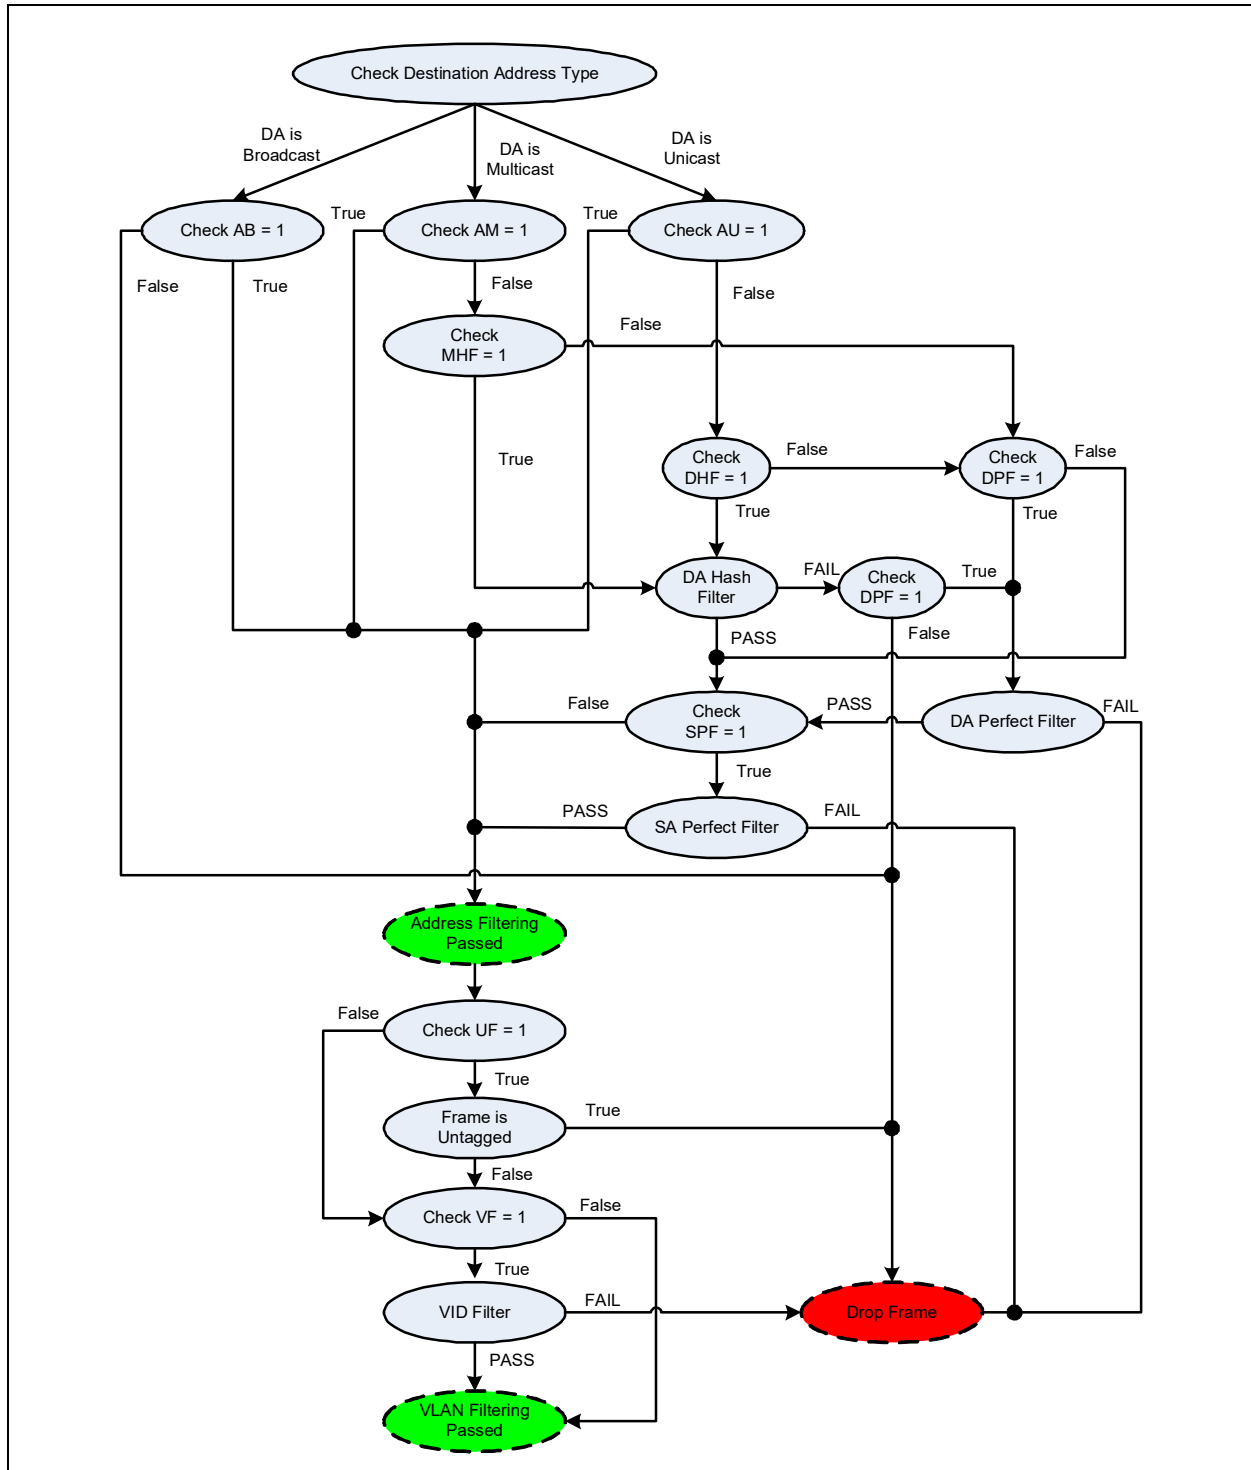 Check Destination Address Type
DA is
Broadcast
DA is
Multicast
DA is
Unicast
Check AB = 1
True
Check AM = 1
True
Check AU = 1
False
True
False
False
Check
MHF = 1
False
True
Check
DHF = 1
False
Check
DPF = 1
False
True
True
DA Hash
Filter
FAIL
Check
DPF = 1
True
PASS
False
False
Check
SPF = 1
PASS
DA Perfect Filter
FAIL
True
PASS
SA Perfect Filter
FAIL
Address Filtering
Passed
False
Check UF = 1
True
Frame is
Untagged
True
False
Check VF = 1
False
True
VID Filter
FAIL
Drop Frame
PASS
VLAN Filtering
Passed